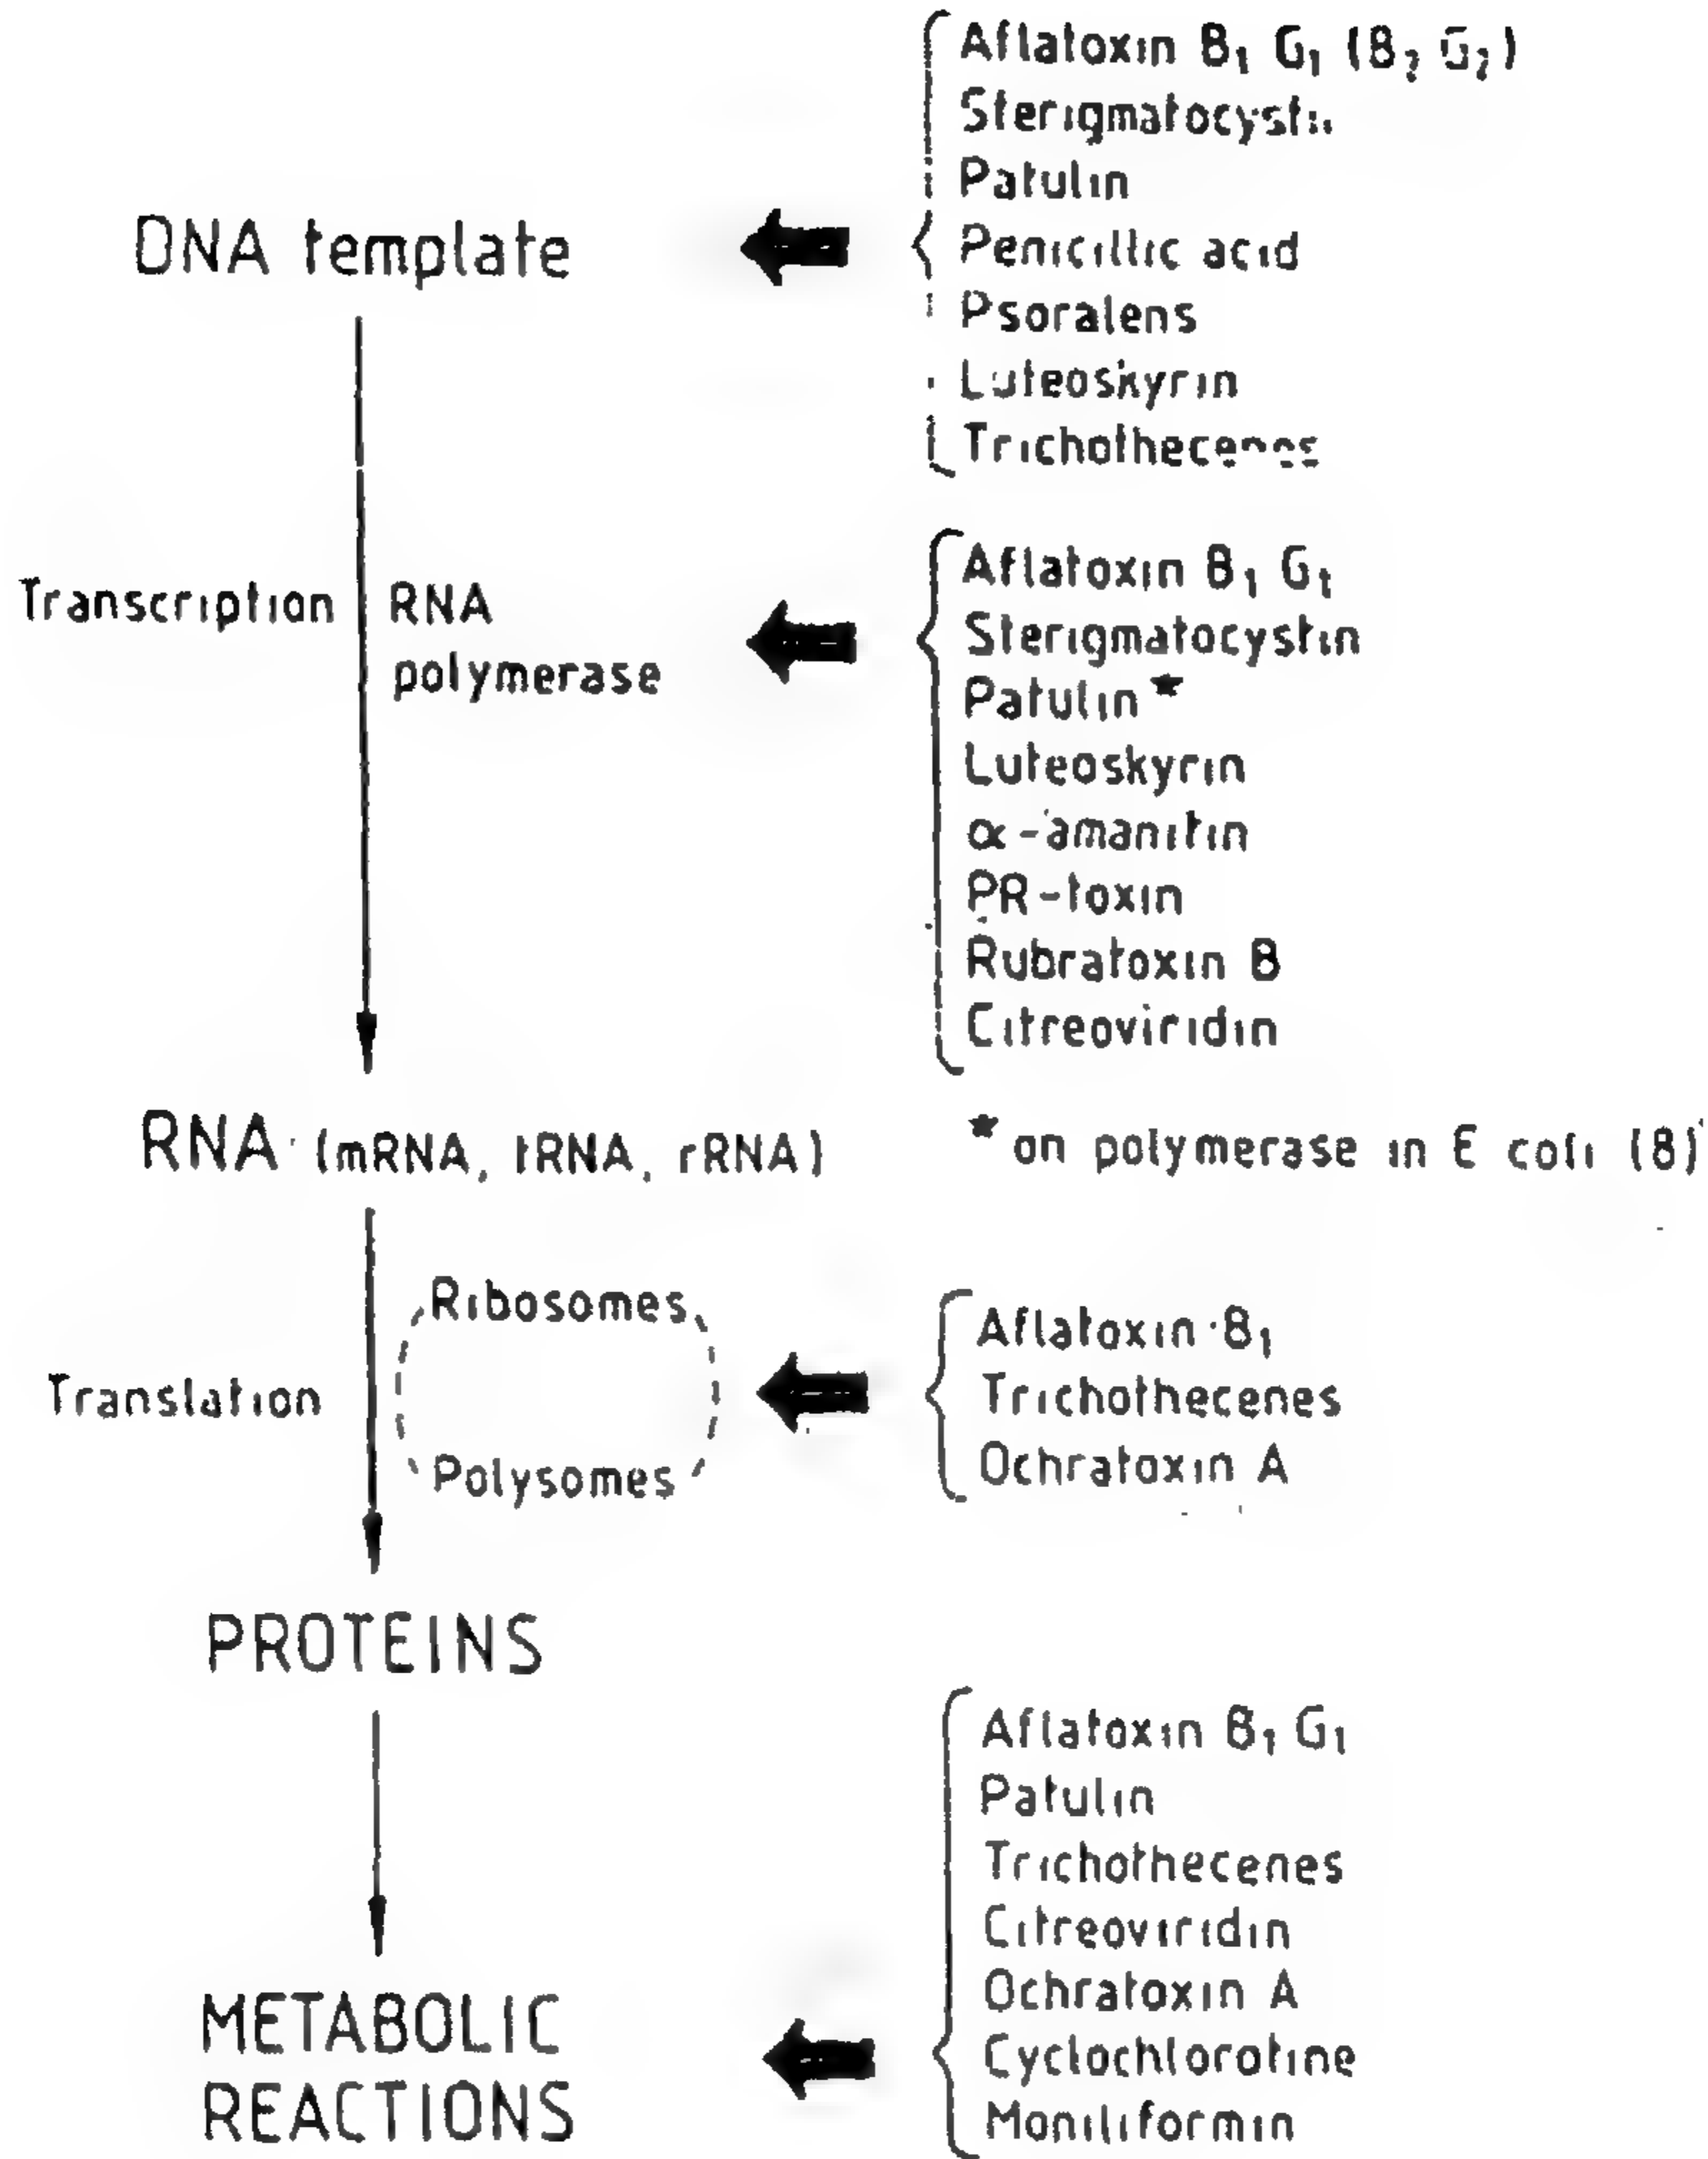 Aflatoxin B₁ G₁ (B₂ G₂)
Sterigmatocystin
Patulin
DNA template
Penicillic acid
Psoralens
Luteoskyrin
Trichothecenes
Aflatoxin B₁ G₁
Transcription
RNA
polymerase
Sterigmatocystin
Patulin*
Luteoskyrin
α-amanitin
PR-toxin
Rubratoxin B
Citreoviridin
RNA (mRNA, tRNA, rRNA)
* on polymerase in E coli (8)
Ribosomes
Translation
Polysomes
Aflatoxin B₁
Trichothecenes
Ochratoxin A
PROTEINS
Aflatoxin B₁ G₁
Patulin
Trichothecenes
Citreoviridin
Ochratoxin A
Cyclochlorotine
Moniliformin
METABOLIC
REACTIONS